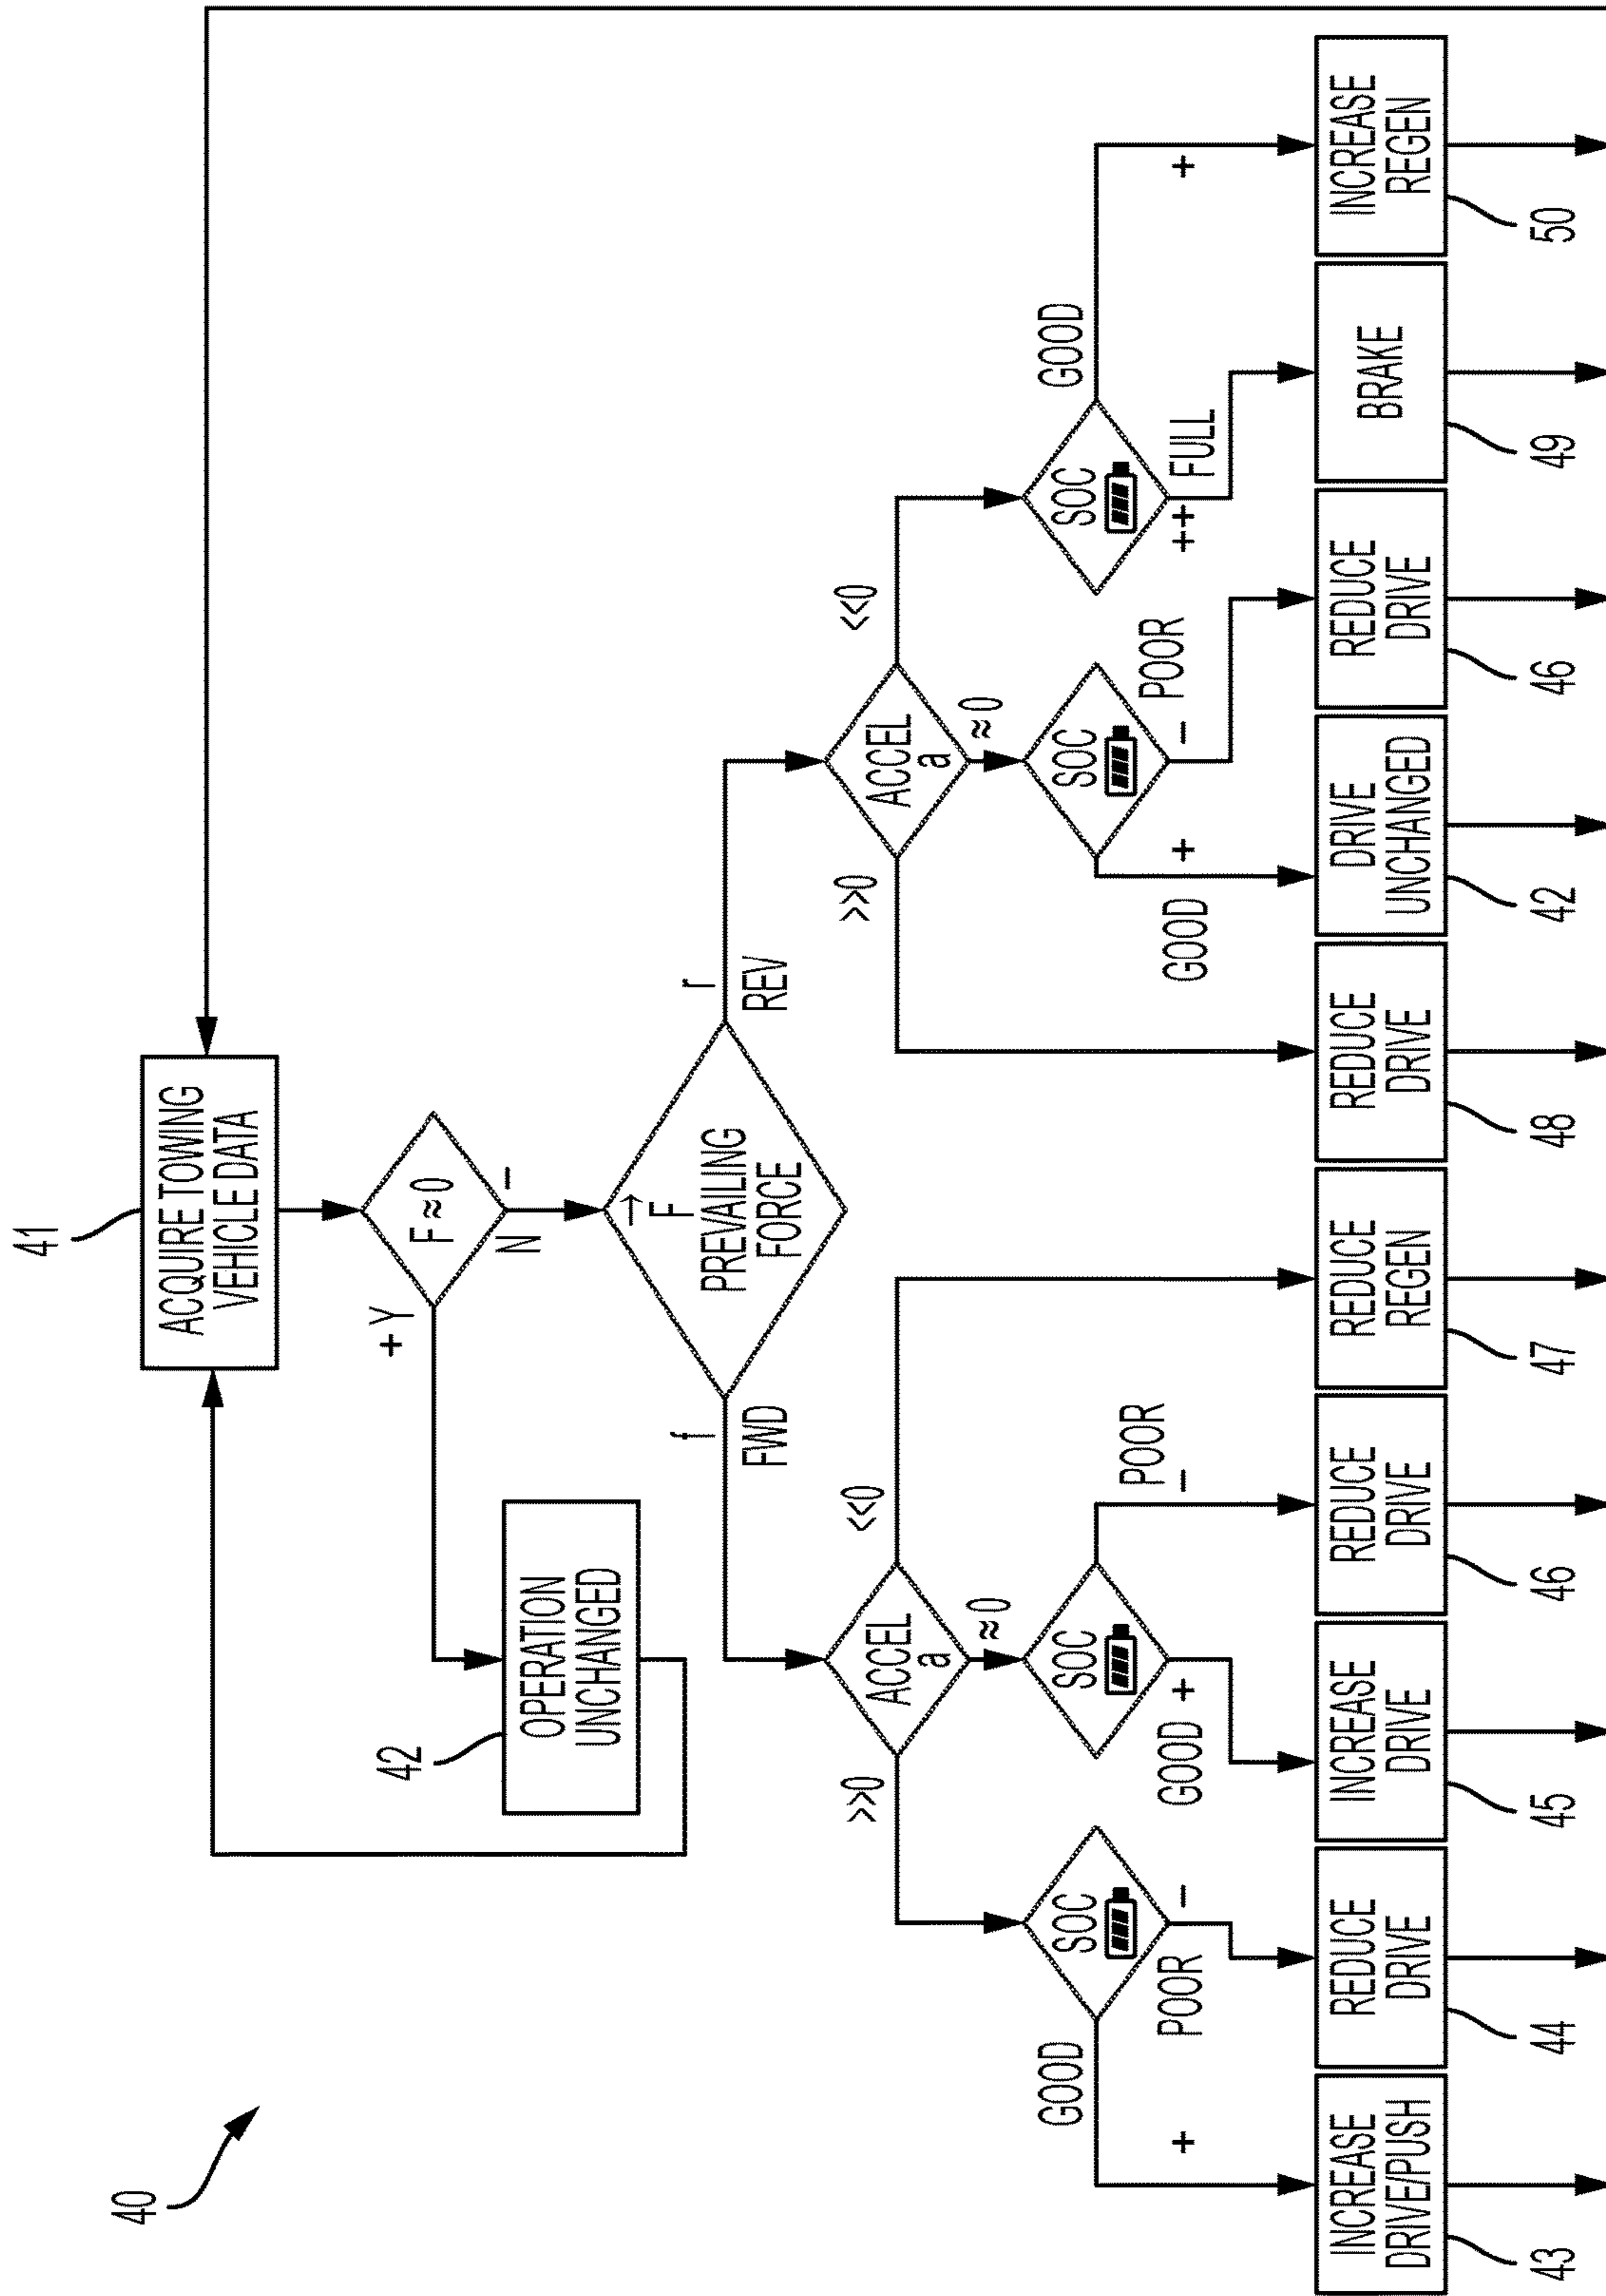 40
41
ACQUIRE TOWING
VEHICLE DATA
F≈0
+Y
N -
42
OPERATION
UNCHANGED
→
F
PREVAILING
FORCE
f
FWD
r
REV
ACCEL
a
>>0
≈0
<<0
ACCEL
a
>>0
≈0
<<0
SOC
GOOD
+
POOR
-
SOC
GOOD +
POOR
-
SOC
GOOD
+
POOR
-
SOC
++
FULL
GOOD
+
INCREASE
DRIVE/PUSH
43
REDUCE
DRIVE
44
INCREASE
DRIVE
45
REDUCE
DRIVE
46
REDUCE
REGEN
47
REDUCE
DRIVE
48
DRIVE
UNCHANGED
42
REDUCE
DRIVE
46
BRAKE
49
INCREASE
REGEN
50